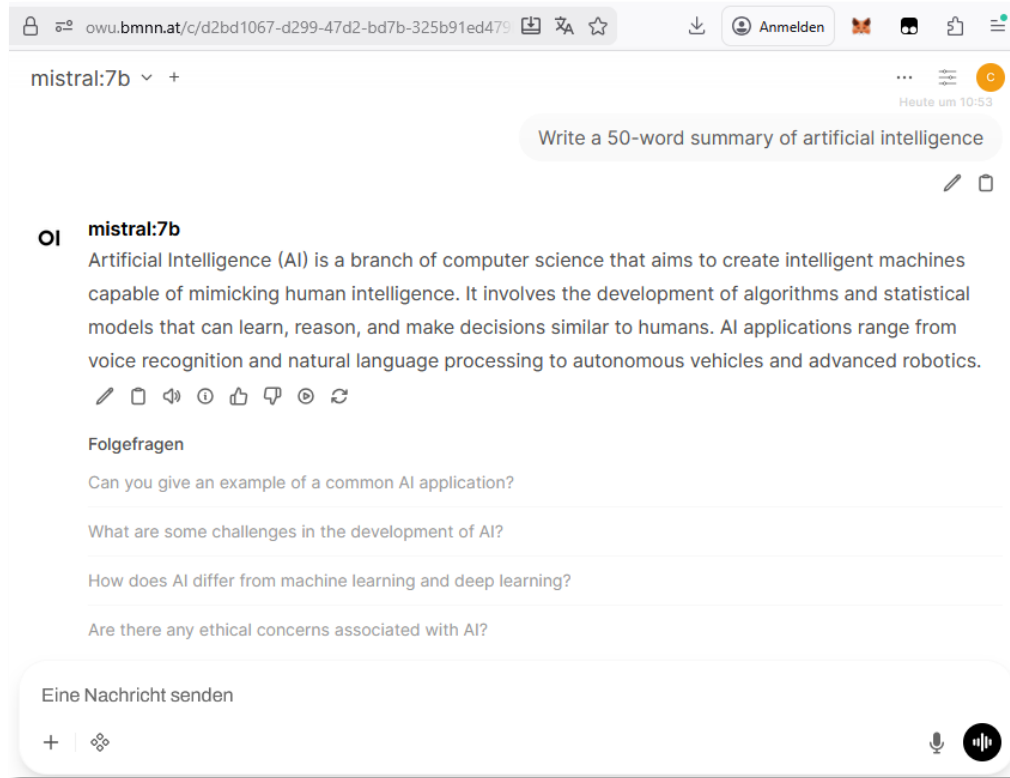 owu.bmnn.at/c/d2bd1067-d299-47d2-bd7b-325b91ed479
Anmelden
mistral:7b
Heute um 10:53
Write a 50-word summary of artificial intelligence
OI
mistral:7b
Artificial Intelligence (AI) is a branch of computer science that aims to create intelligent machines
capable of mimicking human intelligence. It involves the development of algorithms and statistical
models that can learn, reason, and make decisions similar to humans. AI applications range from
voice recognition and natural language processing to autonomous vehicles and advanced robotics.
Folgefragen
Can you give an example of a common AI application?
What are some challenges in the development of AI?
How does AI differ from machine learning and deep learning?
Are there any ethical concerns associated with AI?
Eine Nachricht senden